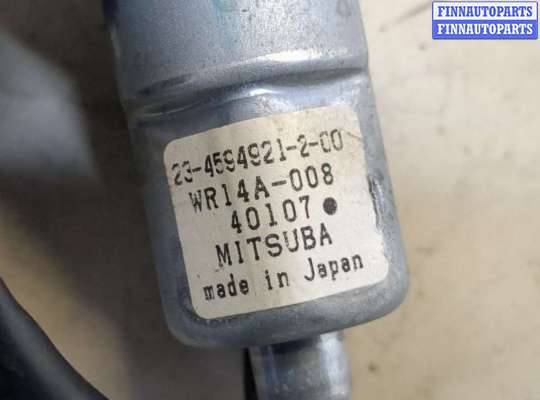 FINNAUTOPARTS
FINNAUTOPARTS
23-4594921-2-00
WR14A-008
40107
MITSUBA
made in Japan